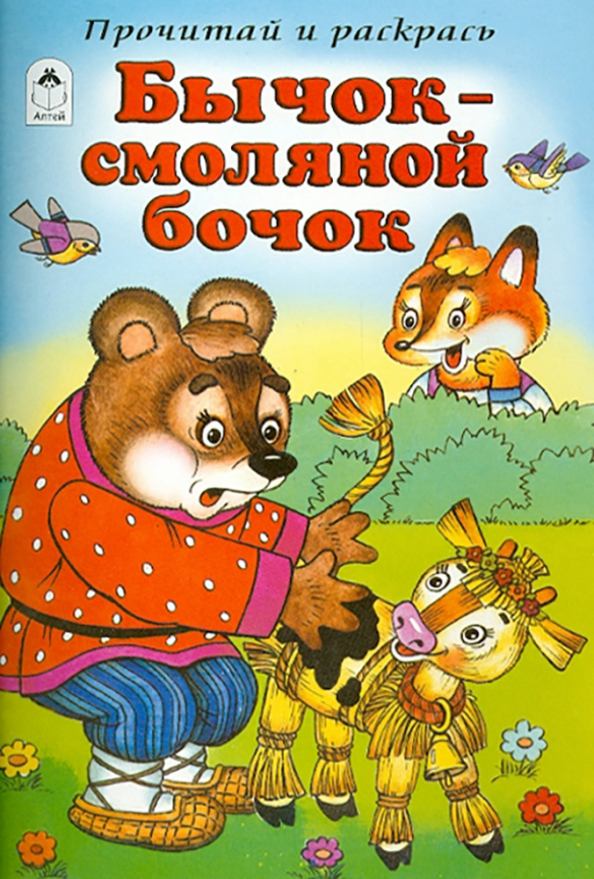 Прочитай и раскрась
Алтей
Бычок-
смоляной
бочок